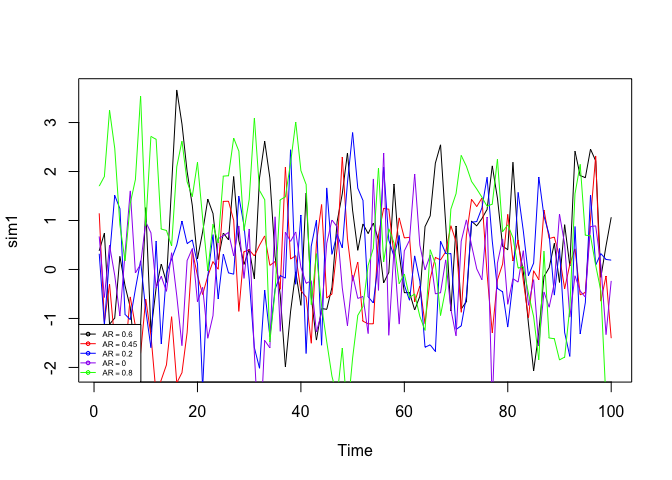 3
2
1
0
-1
-2
sim1
AR = 0.6
AR = 0.45
AR = 0.2
AR = 0
AR = 0.8
0
20
40
60
80
100
Time